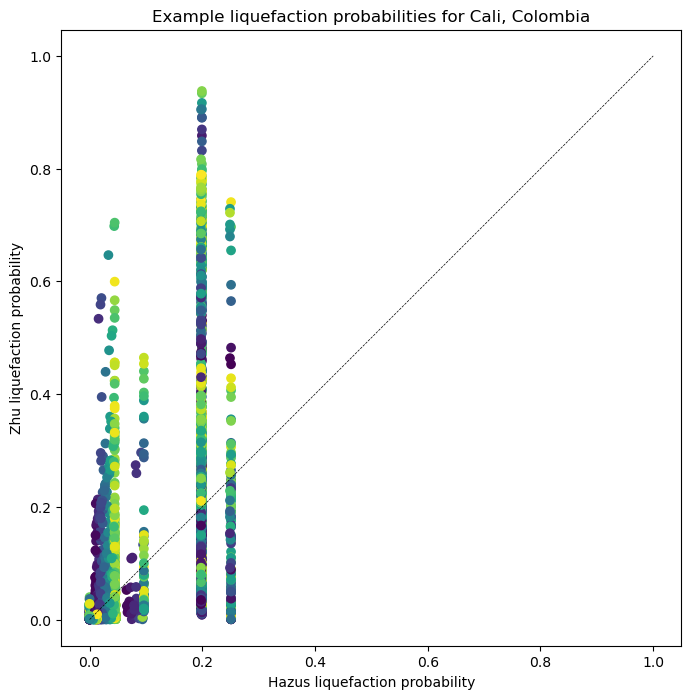 Example liquefaction probabilities for Cali, Colombia
1.0
0.8
0.6
0.4
0.2
0.0
Zhu liquefaction probability
0.0 0.2 0.4 0.6 0.8 1.0
Hazus liquefaction probability